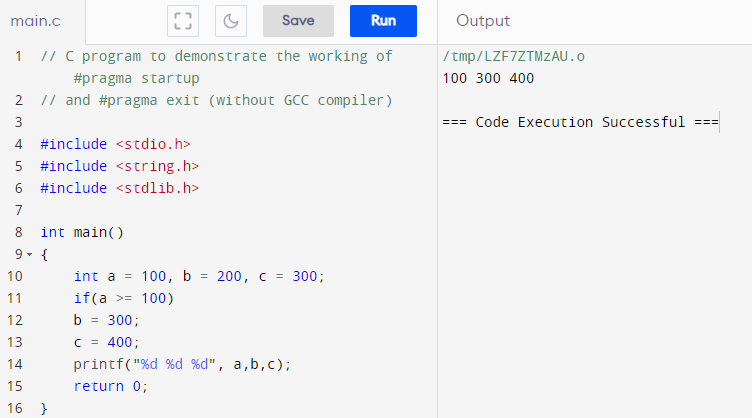 main.c Save Run Output
1 // C program to demonstrate the working of
#pragma startup
2 // and #pragma exit (without GCC compiler)
3
4 #include <stdio.h>
5 #include <string.h>
6 #include <stdlib.h>
7
8 int main()
9 {
10 int a = 100, b = 200, c = 300;
11 if(a >= 100)
12 b = 300;
13 c = 400;
14 printf("%d %d %d", a,b,c);
15 return 0;
16 }
/tmp/LZF7ZTMzAU.o
100 300 400
=== Code Execution Successful ===